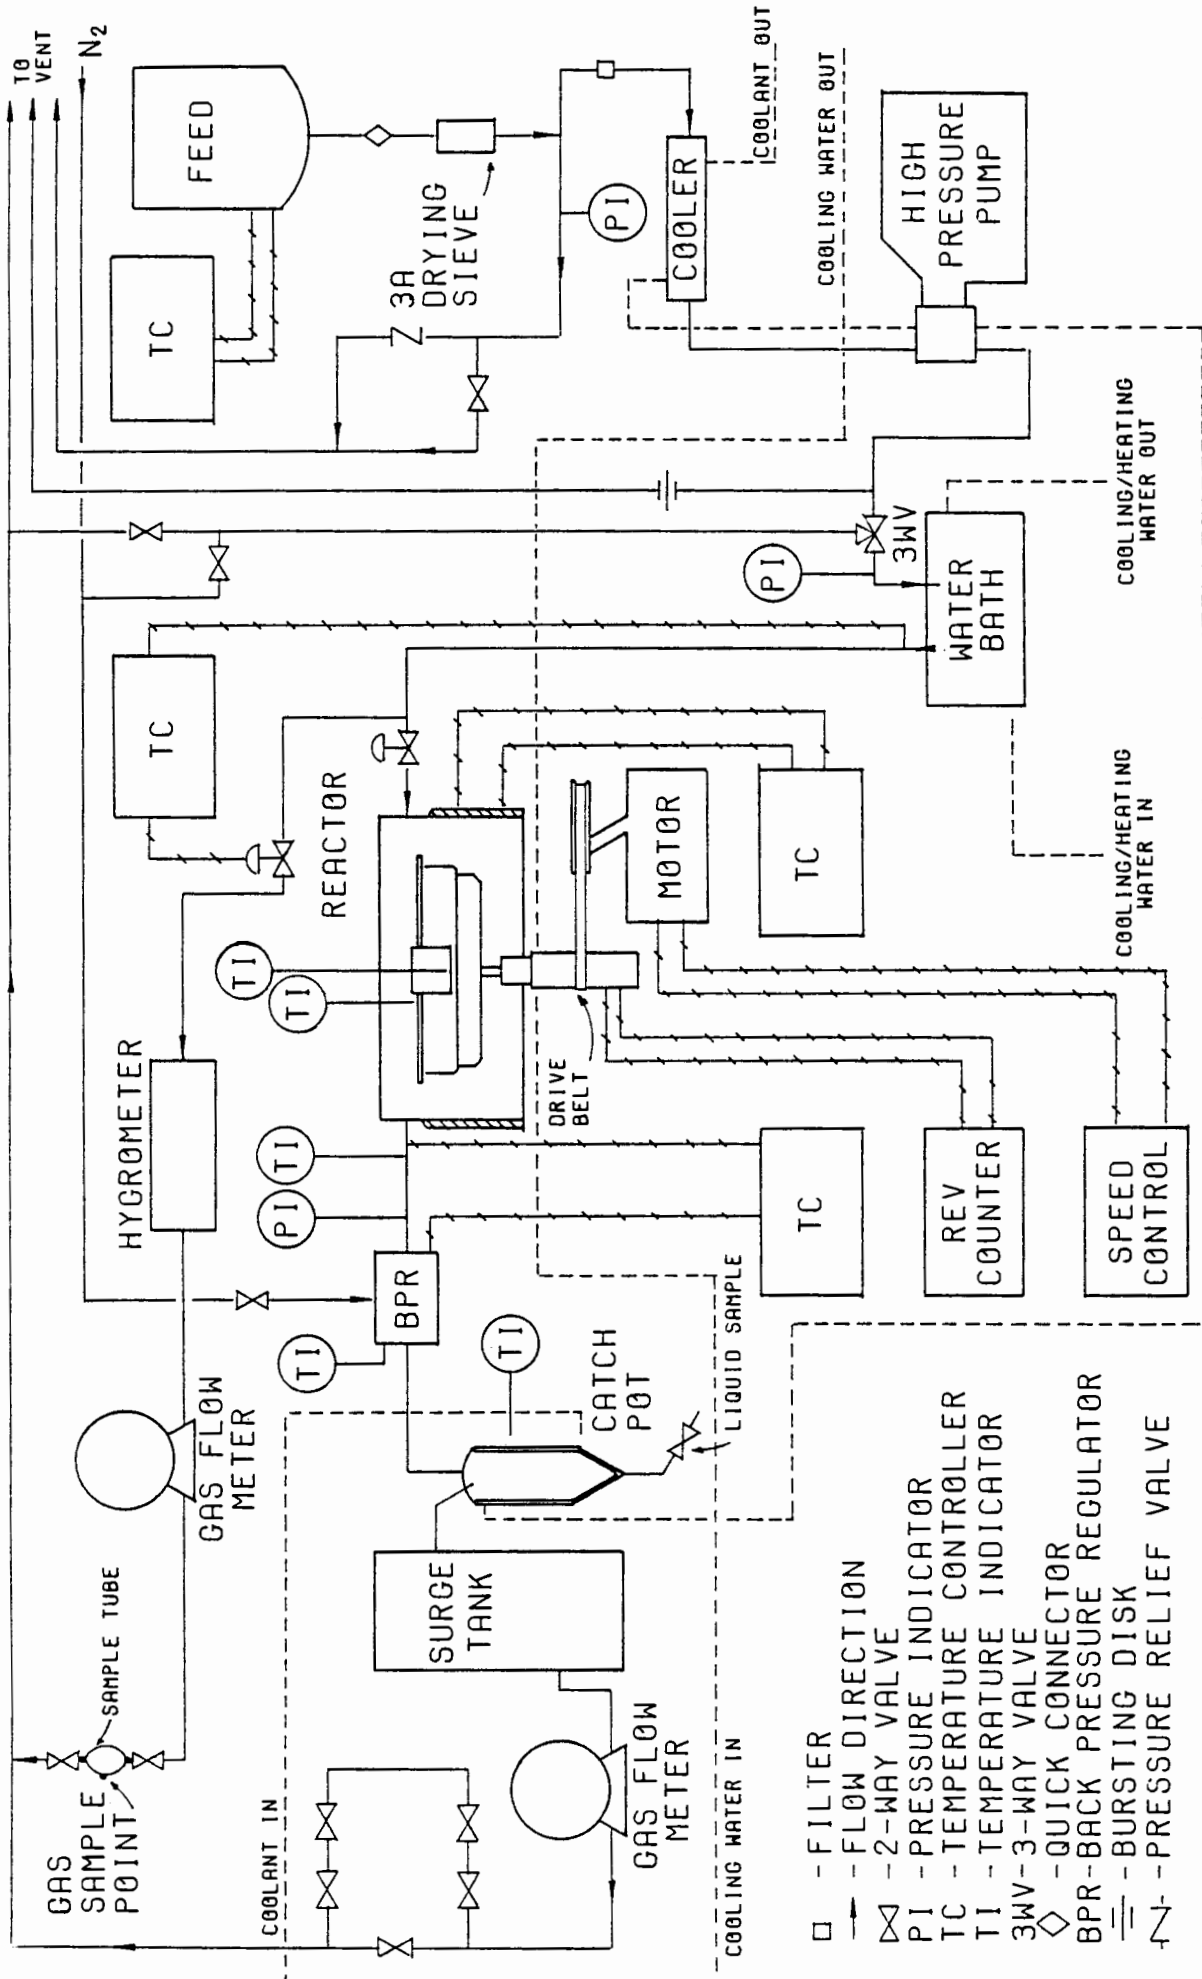 TO
VENT
N2
FEED
TC
3A
DRYING
SIEVE
PI
COOLER
COOLANT OUT
COOLING WATER OUT
HIGH
PRESSURE
PUMP
TC
REACTOR
PI
3WV
WATER
BATH
COOLING/HEATING
WATER OUT
COOLING/HEATING
WATER IN
MOTOR
TC
TI
TI
DRIVE
BELT
HYGROMETER
TI
PI
BPR
TI
TC
REV
COUNTER
SPEED
CONTROL
GAS FLOW
METER
TI
CATCH
POT
LIQUID SAMPLE
SURGE
TANK
SAMPLE TUBE
GAS
SAMPLE
POINT
COOLANT IN
GAS FLOW
METER
COOLING WATER IN
- FILTER
- FLOW DIRECTION
- 2-WAY VALVE
PI - PRESSURE INDICATOR
TC - TEMPERATURE CONTROLLER
TI - TEMPERATURE INDICATOR
3WV-3-WAY VALVE
- QUICK CONNECTOR
BPR-BACK PRESSURE REGULATOR
- BURSTING DISK
- PRESSURE RELIEF VALVE